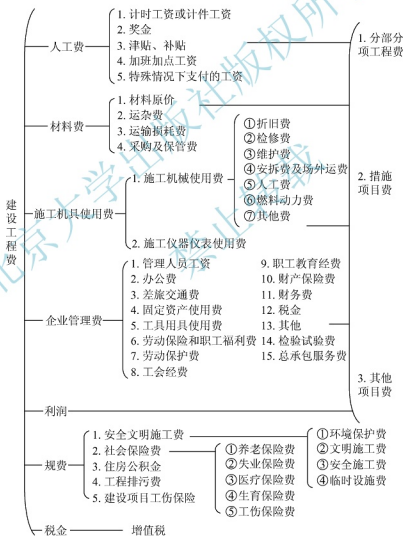 建设工程费
人工费
1. 计时工资或计件工资
2. 奖金
3. 津贴、补贴
4. 加班加点工资
5. 特殊情况下支付的工资
材料费
1. 材料原价
2. 运杂费
3. 运输损耗费
4. 采购及保管费
施工机具使用费
1. 施工机械使用费
①折旧费
②检修费
③维护费
④安拆费及场外运费
⑤人工费
⑥燃料动力费
⑦其他费
2. 施工仪器仪表使用费
企业管理费
1. 管理人员工资
2. 办公费
3. 差旅交通费
4. 固定资产使用费
5. 工具用具使用费
6. 劳动保险和职工福利费
7. 劳动保护费
8. 工会经费
9. 职工教育经费
10. 财产保险费
11. 财务费
12. 税金
13. 其他
14. 检验试验费
15. 总承包服务费
利润
1. 分部分
项工程费
2. 措施
项目费
3. 其他
项目费
规费
1. 安全文明施工费
2. 社会保险费
3. 住房公积金
4. 工程排污费
5. 建设项目工伤保险
①养老保险费
②失业保险费
③医疗保险费
④生育保险费
⑤工伤保险费
①环境保护费
②文明施工费
③安全施工费
④临时设施费
税金
增值税
北京大学出版社版权所
禁止转载